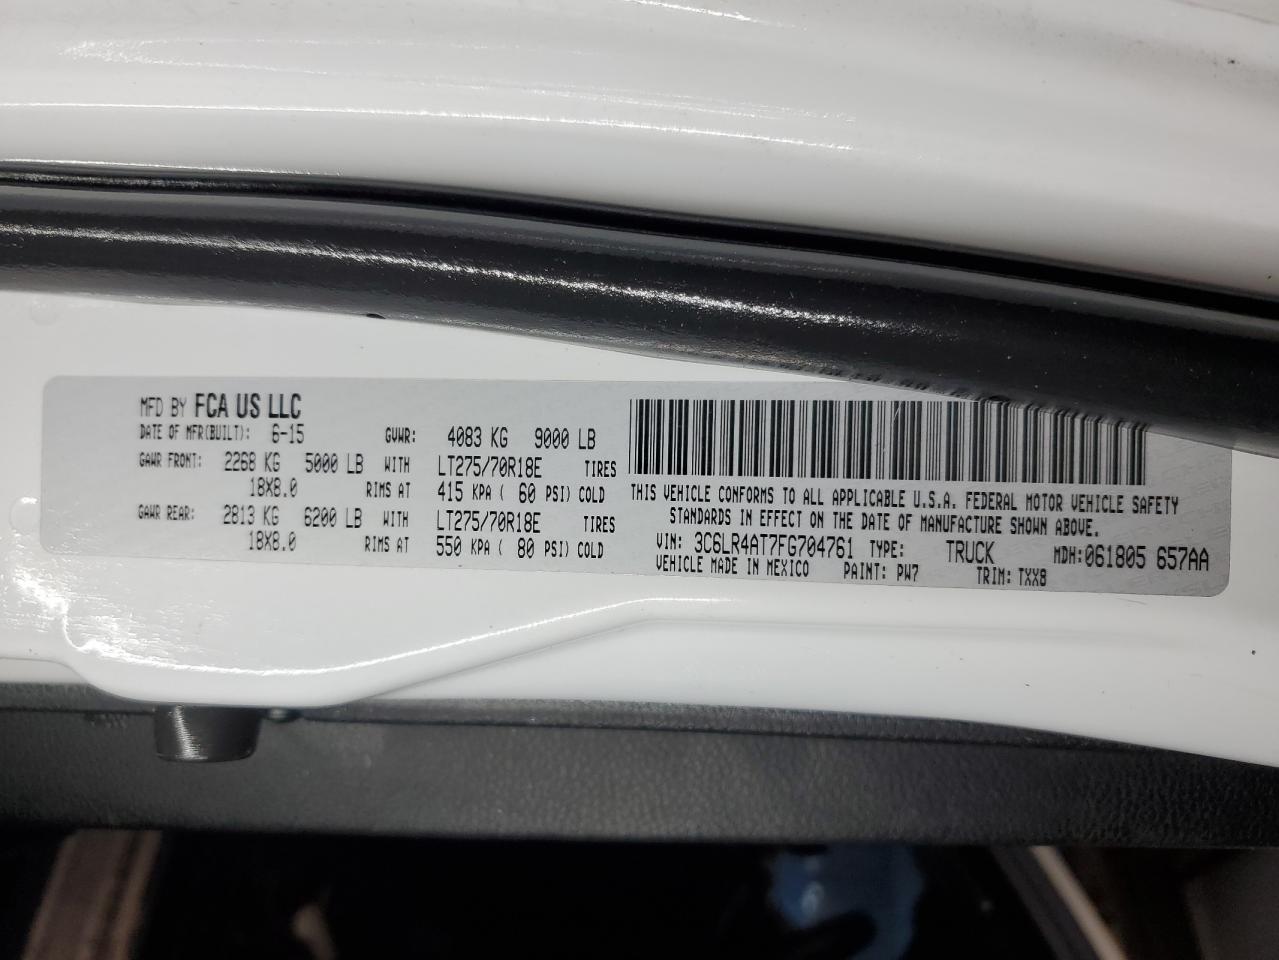 MFD BY FCA US LLC
DATE OF MFR(BUILT): 6-15 GVWR: 4083 KG 9000 LB
GAWR FRONT: 2268 KG 5000 LB WITH LT275/70R18E TIRES
18X8.0 RIMS AT 415 KPA ( 60 PSI) COLD
GAWR REAR: 2813 KG 6200 LB WITH LT275/70R18E TIRES
18X8.0 RIMS AT 550 KPA ( 80 PSI) COLD
THIS VEHICLE CONFORMS TO ALL APPLICABLE U.S.A. FEDERAL MOTOR VEHICLE SAFETY
STANDARDS IN EFFECT ON THE DATE OF MANUFACTURE SHOWN ABOVE.
VIN: 3C6LR4AT7FG704761 TYPE: TRUCK MDH:061805 657AA
VEHICLE MADE IN MEXICO PAINT: PW7 TRIM: TXX8